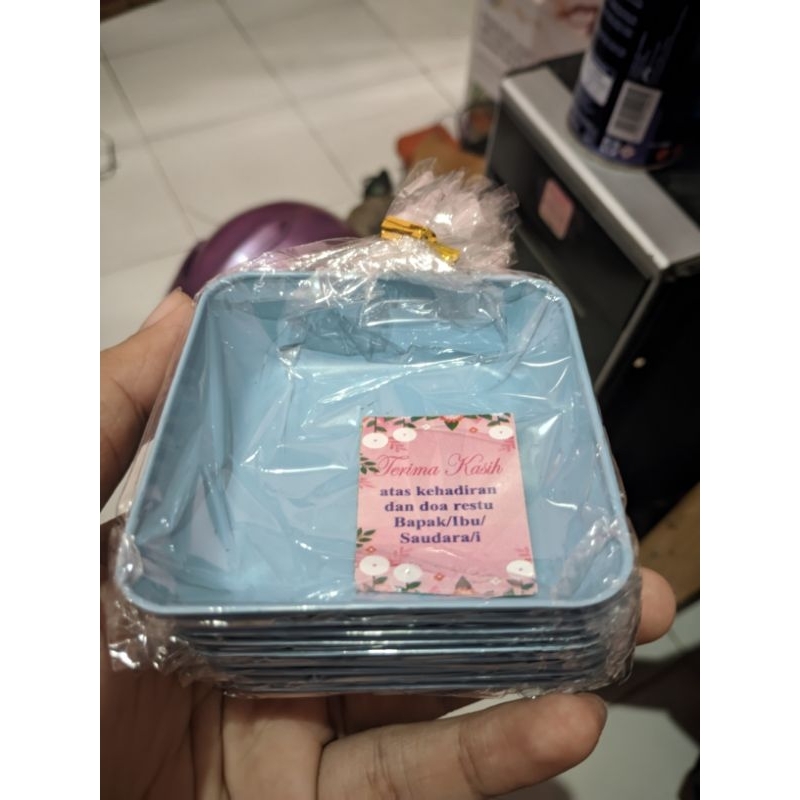 Terima Kasih
atas kehadiran
dan doa restu
Bapak/Ibu/
Saudara/i